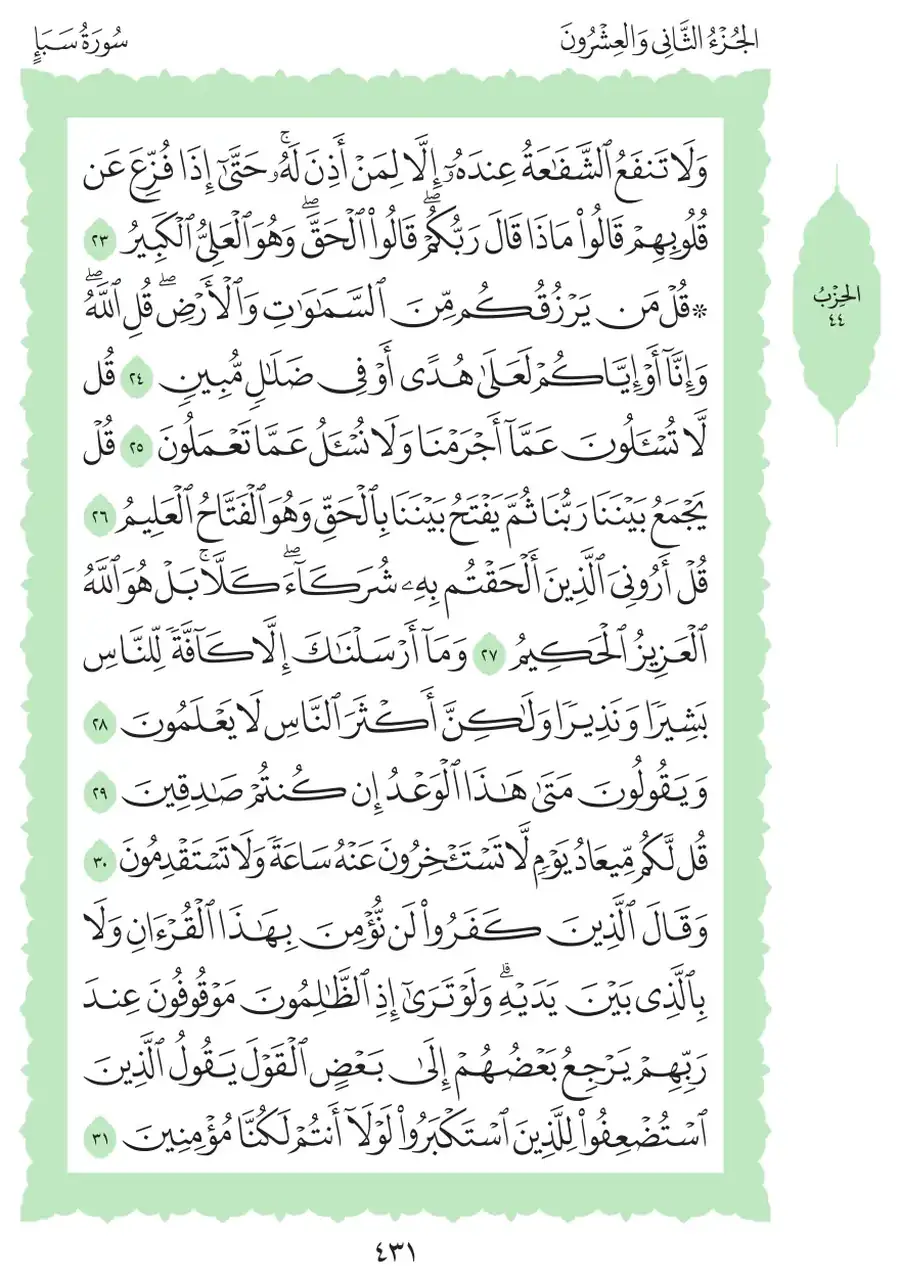 الجُزْءُ الثَّانِي وَالعِشْرُونَ
سُورَةُ سَبَإٍ
وَلَا تَنفَعُ ٱلشَّفَٰعَةُ عِندَهُۥٓ إِلَّا لِمَنۡ أَذِنَ لَهُۥۚ حَتَّىٰٓ إِذَا فُزِّعَ عَن
قُلُوبِهِمۡ قَالُواْ مَاذَا قَالَ رَبُّكُمۡۖ قَالُواْ ٱلۡحَقَّۖ وَهُوَ ٱلۡعَلِيُّ ٱلۡكَبِيرُ ٢٣
۞قُلۡ مَن يَرۡزُقُكُم مِّنَ ٱلسَّمَٰوَٰتِ وَٱلۡأَرۡضِۖ قُلِ ٱللَّهُۖ
وَإِنَّآ أَوۡ إِيَّاكُمۡ لَعَلَىٰ هُدًى أَوۡ فِي ضَلَٰلٖ مُّبِينٖ ٢٤ قُل
لَّا تُسۡـَٔلُونَ عَمَّآ أَجۡرَمۡنَا وَلَا نُسۡـَٔلُ عَمَّا تَعۡمَلُونَ ٢٥ قُلۡ
يَجۡمَعُ بَيۡنَنَا رَبُّنَا ثُمَّ يَفۡتَحُ بَيۡنَنَا بِٱلۡحَقِّ وَهُوَ ٱلۡفَتَّاحُ ٱلۡعَلِيمُ ٢٦
قُلۡ أَرُونِيَ ٱلَّذِينَ أَلۡحَقۡتُم بِهِۦ شُرَكَآءَۖ كَلَّاۚ بَلۡ هُوَ ٱللَّهُ
ٱلۡعَزِيزُ ٱلۡحَكِيمُ ٢٧ وَمَآ أَرۡسَلۡنَٰكَ إِلَّا كَآفَّةٗ لِّلنَّاسِ
بَشِيرٗا وَنَذِيرٗا وَلَٰكِنَّ أَكۡثَرَ ٱلنَّاسِ لَا يَعۡلَمُونَ ٢٨
وَيَقُولُونَ مَتَىٰ هَٰذَا ٱلۡوَعۡدُ إِن كُنتُمۡ صَٰدِقِينَ ٢٩
قُل لَّكُم مِّيعَادُ يَوۡمٖ لَّا تَسۡتَـٔۡخِرُونَ عَنۡهُ سَاعَةٗ وَلَا تَسۡتَقۡدِمُونَ ٣٠
وَقَالَ ٱلَّذِينَ كَفَرُواْ لَن نُّؤۡمِنَ بِهَٰذَا ٱلۡقُرۡءَانِ وَلَا
بِٱلَّذِي بَيۡنَ يَدَيۡهِۗ وَلَوۡ تَرَىٰٓ إِذِ ٱلظَّٰلِمُونَ مَوۡقُوفُونَ عِندَ
رَبِّهِمۡ يَرۡجِعُ بَعۡضُهُمۡ إِلَىٰ بَعۡضٍ ٱلۡقَوۡلَ يَقُولُ ٱلَّذِينَ
ٱسۡتُضۡعِفُواْ لِلَّذِينَ ٱسۡتَكۡبَرُواْ لَوۡلَآ أَنتُمۡ لَكُنَّا مُؤۡمِنِينَ ٣١
الحِزْبُ
٤٤
٤٣١